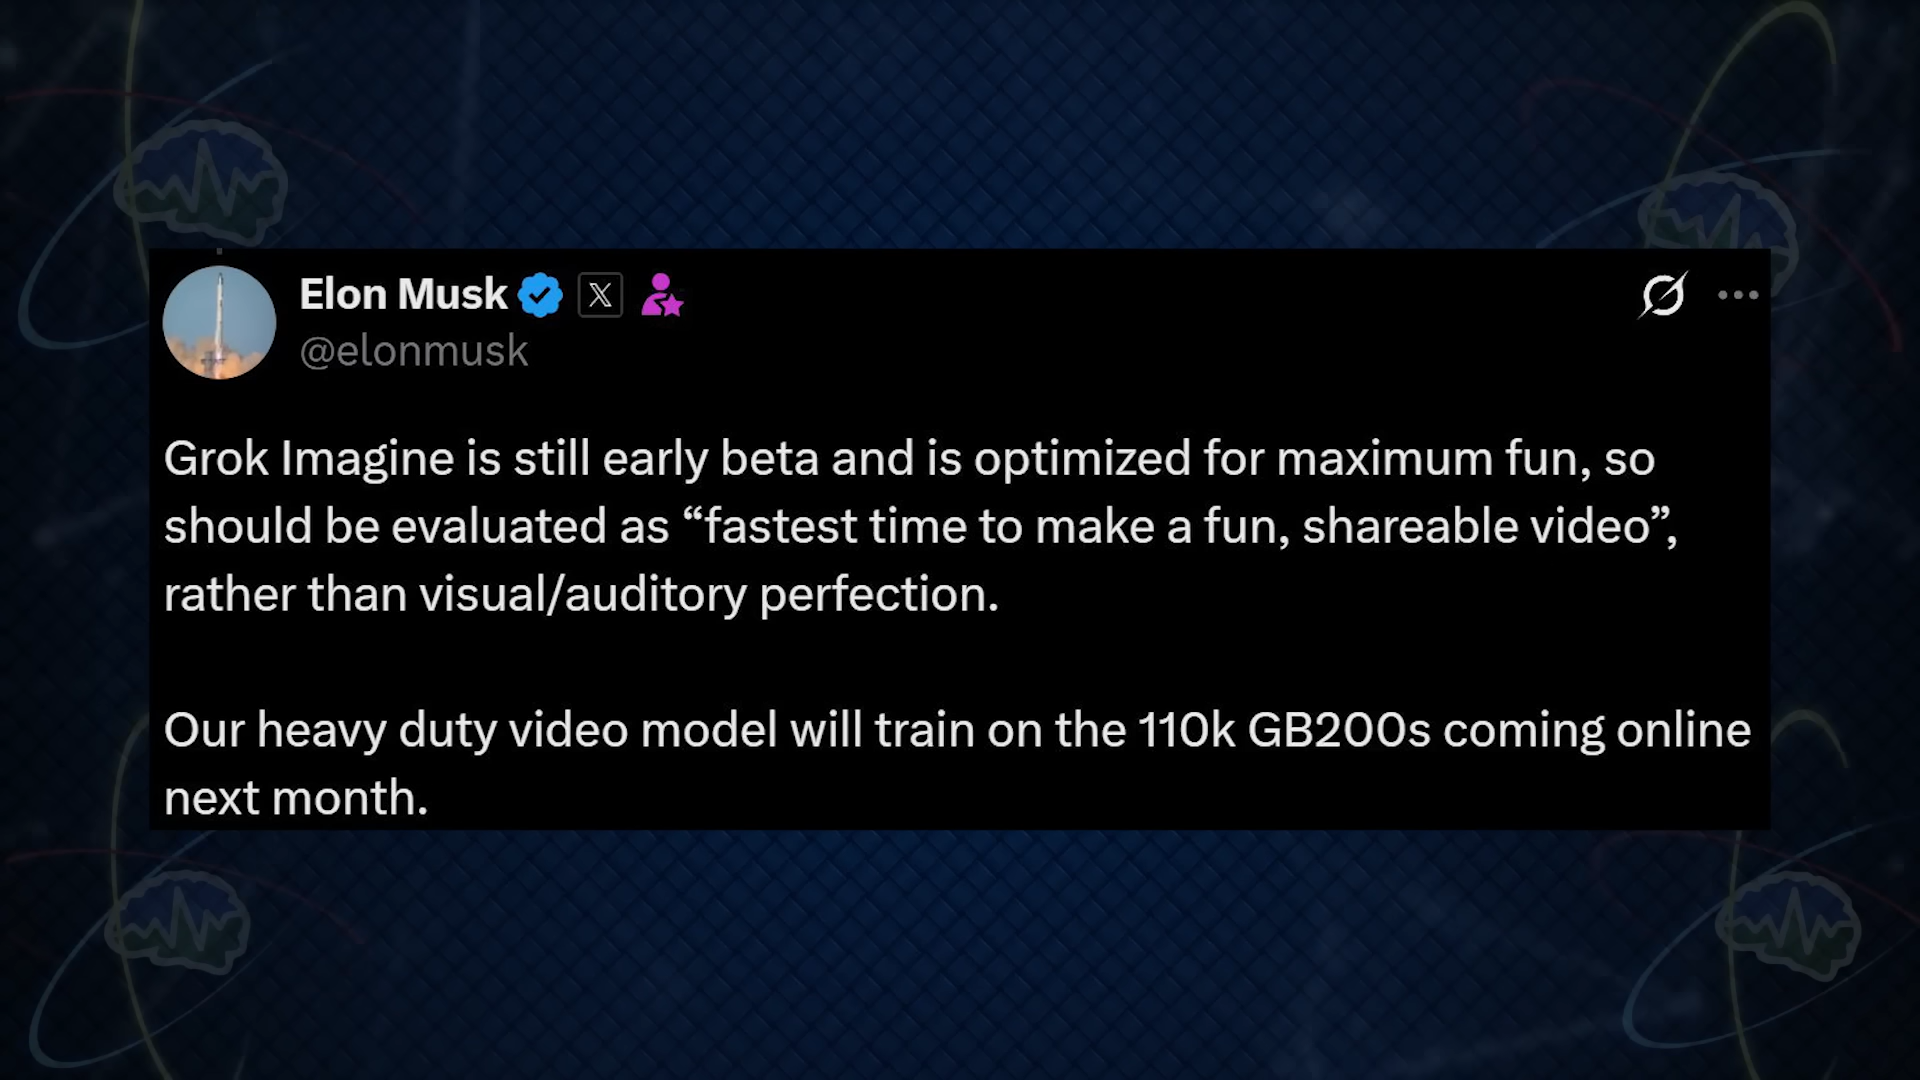 Elon Musk
@elonmusk
Grok Imagine is still early beta and is optimized for maximum fun, so
should be evaluated as “fastest time to make a fun, shareable video”,
rather than visual/auditory perfection.
Our heavy duty video model will train on the 110k GB200s coming online
next month.